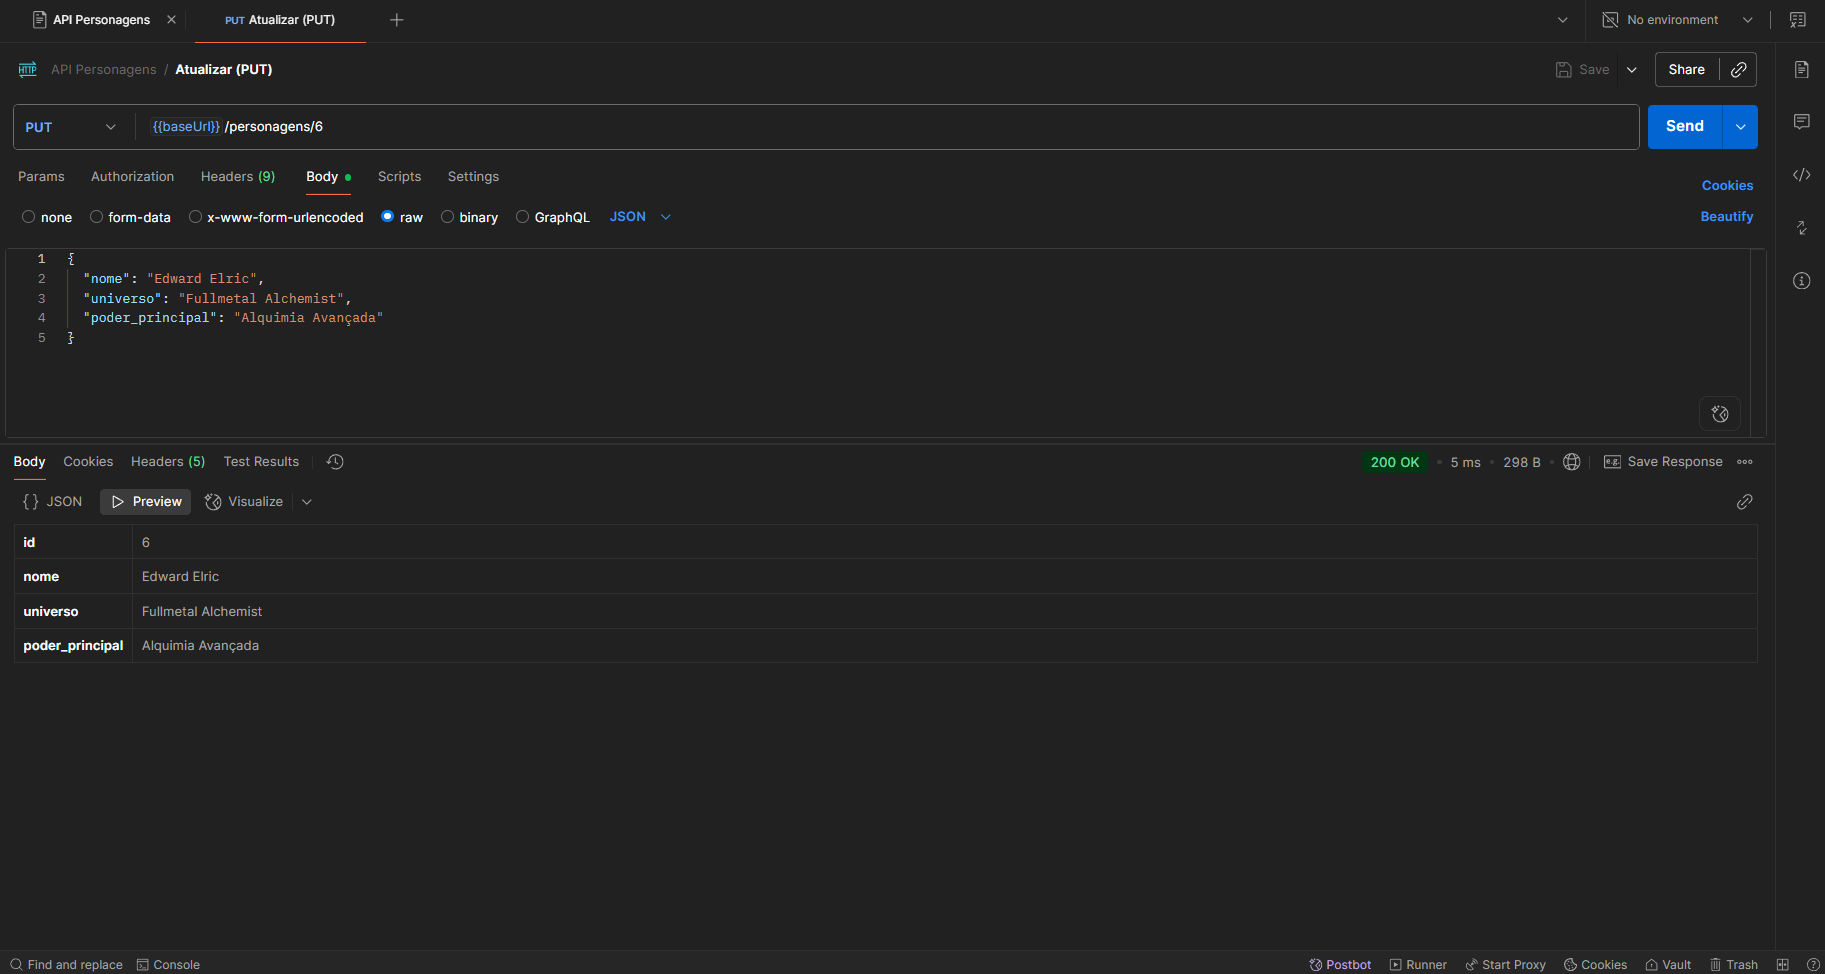 API Personagens
PUT Atualizar (PUT)
No environment
HTTP API Personagens / Atualizar (PUT)
Save
Share
PUT {{baseUrl}} /personagens/6
Send
Params Authorization Headers (9) Body Scripts Settings
Cookies
none form-data x-www-form-urlencoded raw binary GraphQL JSON
Beautify
1 {
2 "nome": "Edward Elric",
3 "universo": "Fullmetal Alchemist",
4 "poder_principal": "Alquimia Avançada"
5 }
Body Cookies Headers (5) Test Results
200 OK • 5 ms • 298 B
e.g. Save Response
{} JSON Preview Visualize
id 6
nome Edward Elric
universo Fullmetal Alchemist
poder_principal Alquimia Avançada
Find and replace Console
Postbot Runner Start Proxy Cookies Vault Trash